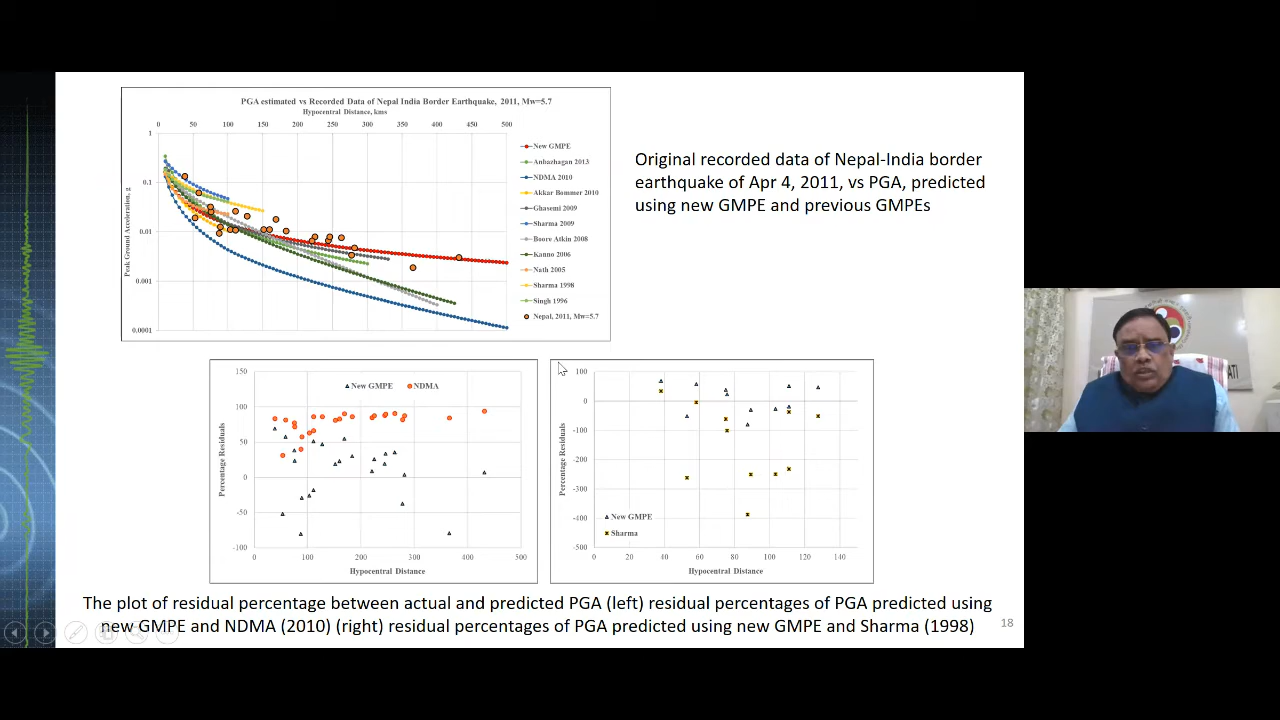 PGA estimated vs Recorded Data of Nepal India Border Earthquake, 2011, Mw=5.7
Hypocentral Distance, kms
0 50 100 150 200 250 300 350 400 450 500
1
0.1
0.01
0.001
0.0001
Peak Ground Acceleration, g
New GMPE
Anbazhagan 2013
NDMA 2010
Akkar Bommer 2010
Ghasemi 2009
Sharma 2009
Boore Atkin 2008
Kanno 2006
Nath 2005
Sharma 1998
Singh 1996
Nepal, 2011, Mw=5.7
Original recorded data of Nepal-India border
earthquake of Apr 4, 2011, vs PGA, predicted
using new GMPE and previous GMPEs
New GMPE NDMA
150
100
50
0
-50
-100
Percentage Residuals
0 100 200 300 400 500
Hypocentral Distance
100
0
-100
-200
-300
-400
-500
Percentage Residuals
New GMPE
Sharma
0 20 40 60 80 100 120 140
Hypocentral Distance
The plot of residual percentage between actual and predicted PGA (left) residual percentages of PGA predicted using
new GMPE and NDMA (2010) (right) residual percentages of PGA predicted using new GMPE and Sharma (1998)
18